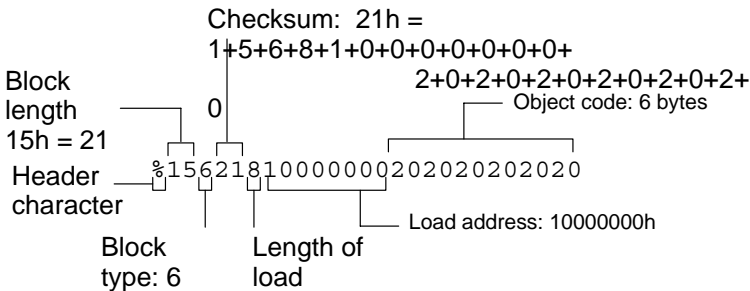 Checksum: 21h =
1+5+6+8+1+0+0+0+0+0+0+0+
2+0+2+0+2+0+2+0+2+0+2+
0
Block
length
15h = 21
Object code: 6 bytes
%1562181000000020202020202020
Header
character
Load address: 10000000h
Block
type: 6
Length of
load